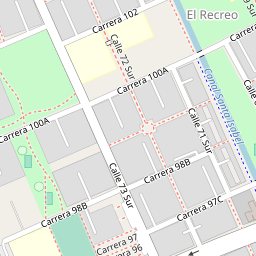 Carrera 102
El Recreo
Calle 72 Sur
Carrera 100A
Canal Santa Isabel
Calle 71 Sur
Carrera 100A
Carrera 98B
Calle 73 Sur
Carrera 98B
Carrera 97C
Carrera 97
Carrera 96